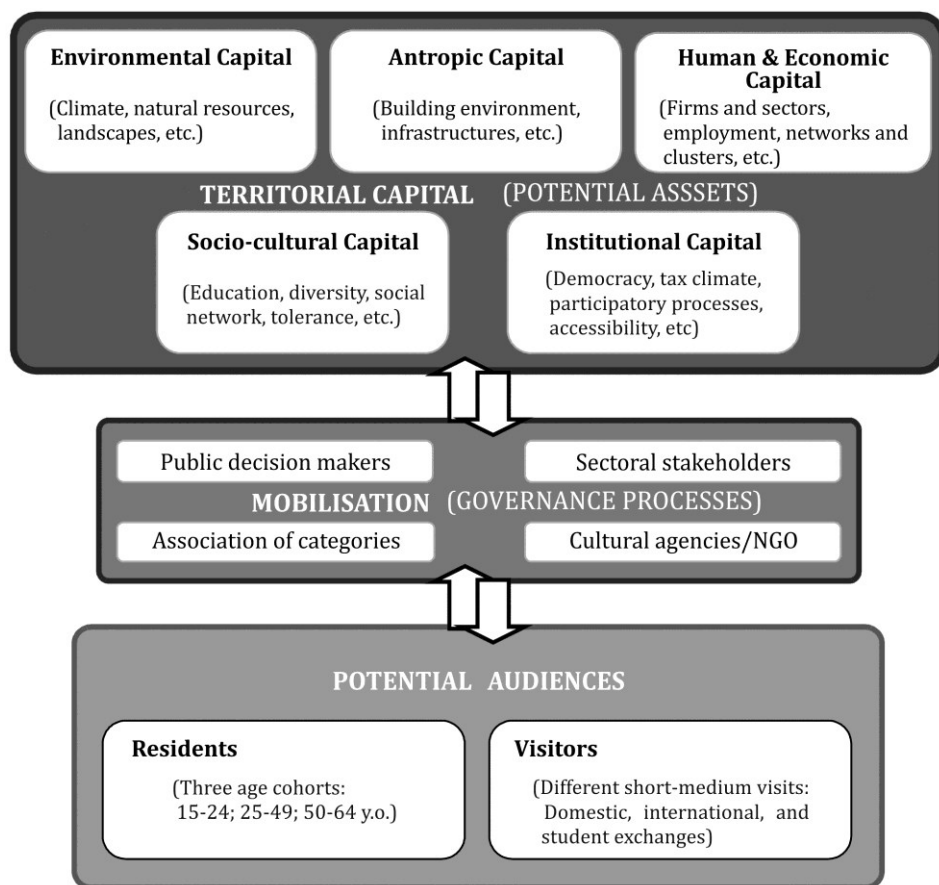 Environmental Capital
(Climate, natural resources,
landscapes, etc.)
Antropic Capital
(Building environment,
infrastructures, etc.)
Human & Economic
Capital
(Firms and sectors,
employment, networks and
clusters, etc.)
TERRITORIAL CAPITAL (POTENTIAL ASSSETS)
Socio-cultural Capital
(Education, diversity, social
network, tolerance, etc.)
Institutional Capital
(Democracy, tax climate,
participatory processes,
accessibility, etc)
Public decision makers
Sectoral stakeholders
MOBILISATION (GOVERNANCE PROCESSES)
Association of categories
Cultural agencies/NGO
POTENTIAL AUDIENCES
Residents
(Three age cohorts:
15-24; 25-49; 50-64 y.o.)
Visitors
(Different short-medium visits:
Domestic, international, and
student exchanges)